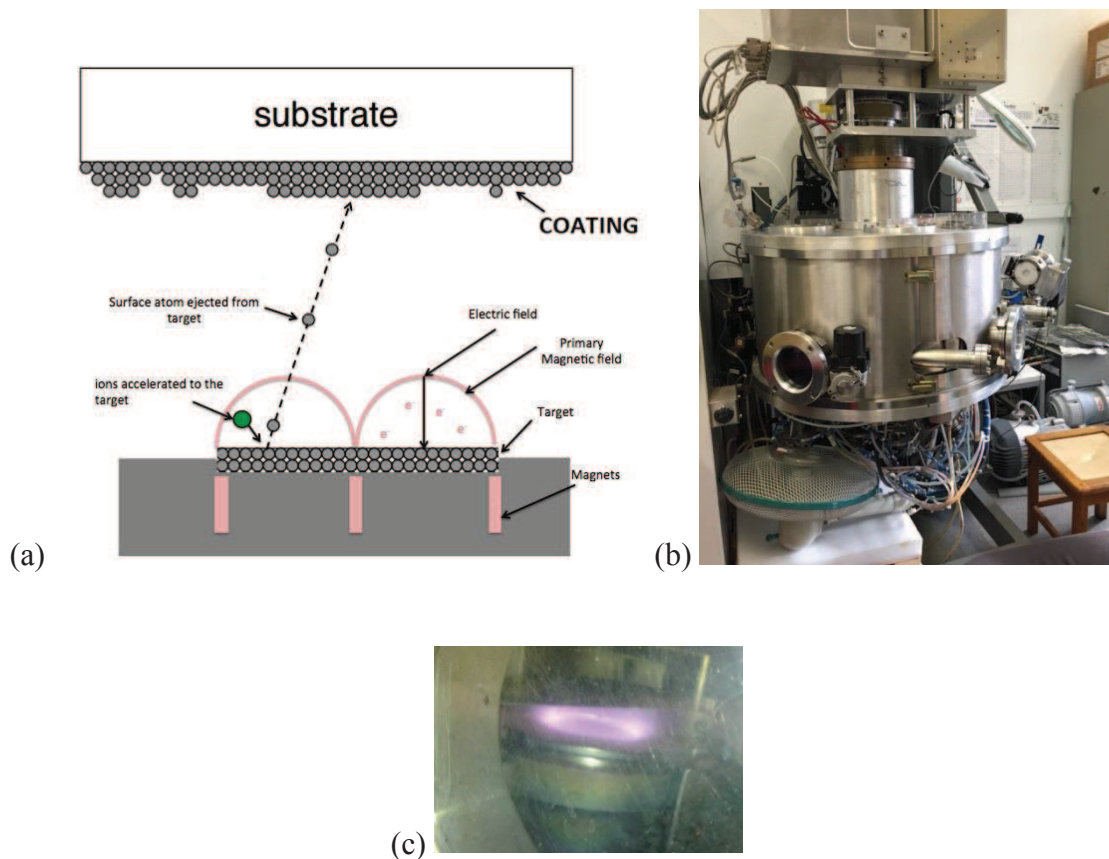 substrate
COATING
Surface atom ejected from
target
Electric field
Primary
Magnetic field
ions accelerated to the
target
e⁻
e⁻
e⁻
e⁻
Target
Magnets
(a)
(b)
(c)